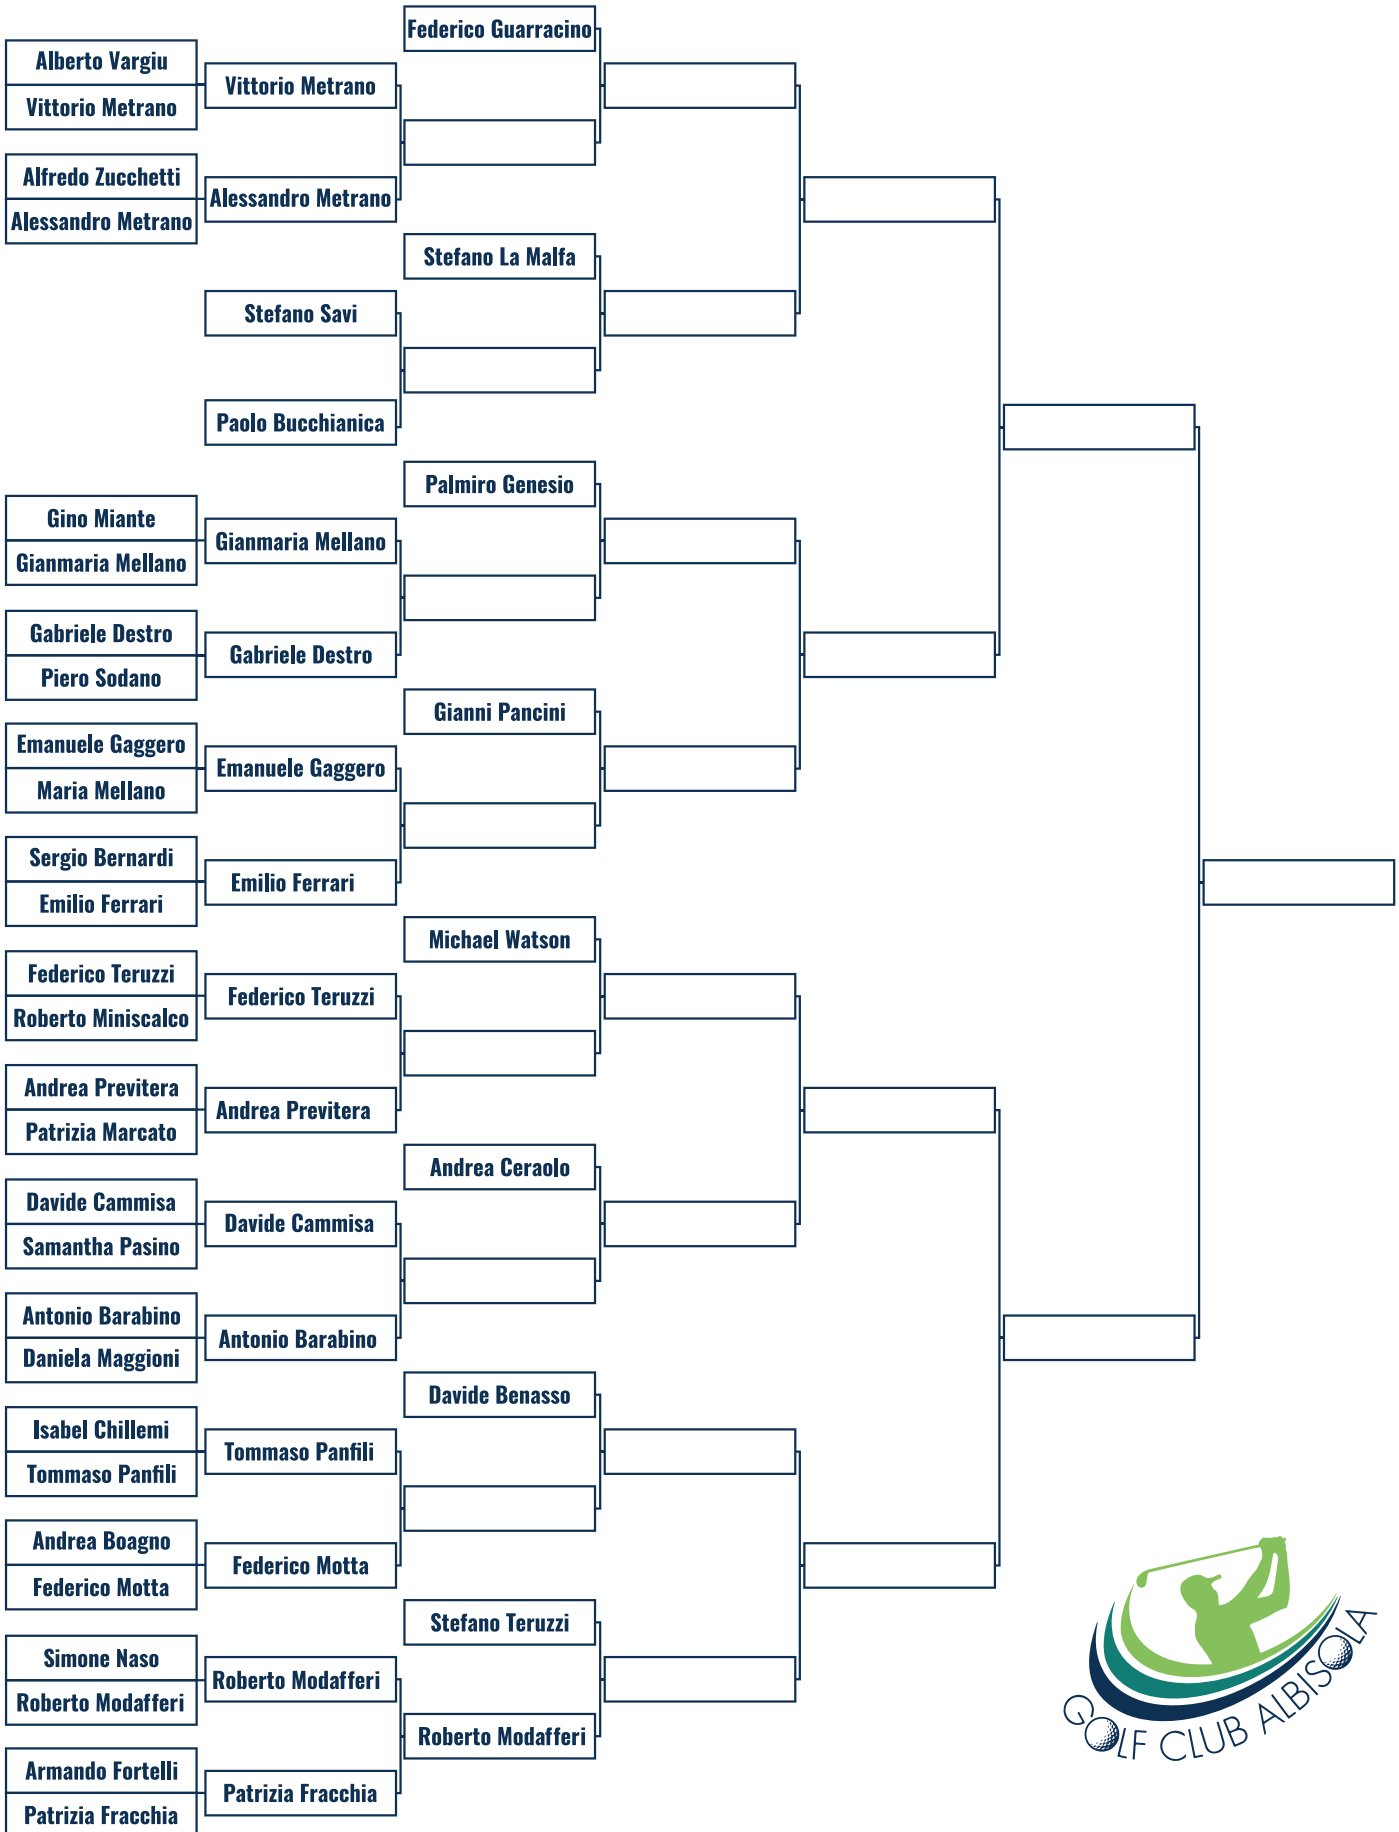 Federico Guarracino
Alberto Vargiu
Vittorio Metrano
Vittorio Metrano
Alfredo Zucchetti
Alessandro Metrano
Alessandro Metrano
Stefano La Malfa
Stefano Savi
Paolo Bucchianica
Palmiro Genesio
Gino Miante
Gianmaria Mellano
Gianmaria Mellano
Gabriele Destro
Gabriele Destro
Piero Sodano
Gianni Pancini
Emanuele Gaggero
Emanuele Gaggero
Maria Mellano
Sergio Bernardi
Emilio Ferrari
Emilio Ferrari
Michael Watson
Federico Teruzzi
Federico Teruzzi
Roberto Miniscalco
Andrea Previtera
Andrea Previtera
Patrizia Marcato
Andrea Ceraolo
Davide Cammisa
Davide Cammisa
Samantha Pasino
Antonio Barabino
Antonio Barabino
Daniela Maggioni
Davide Benasso
Isabel Chillemi
Tommaso Panfili
Tommaso Panfili
Andrea Boagno
Federico Motta
Federico Motta
Stefano Teruzzi
Simone Naso
Roberto Modafferi
Roberto Modafferi
Roberto Modafferi
Armando Fortelli
Patrizia Fracchia
Patrizia Fracchia
GOLF CLUB ALBISOLA